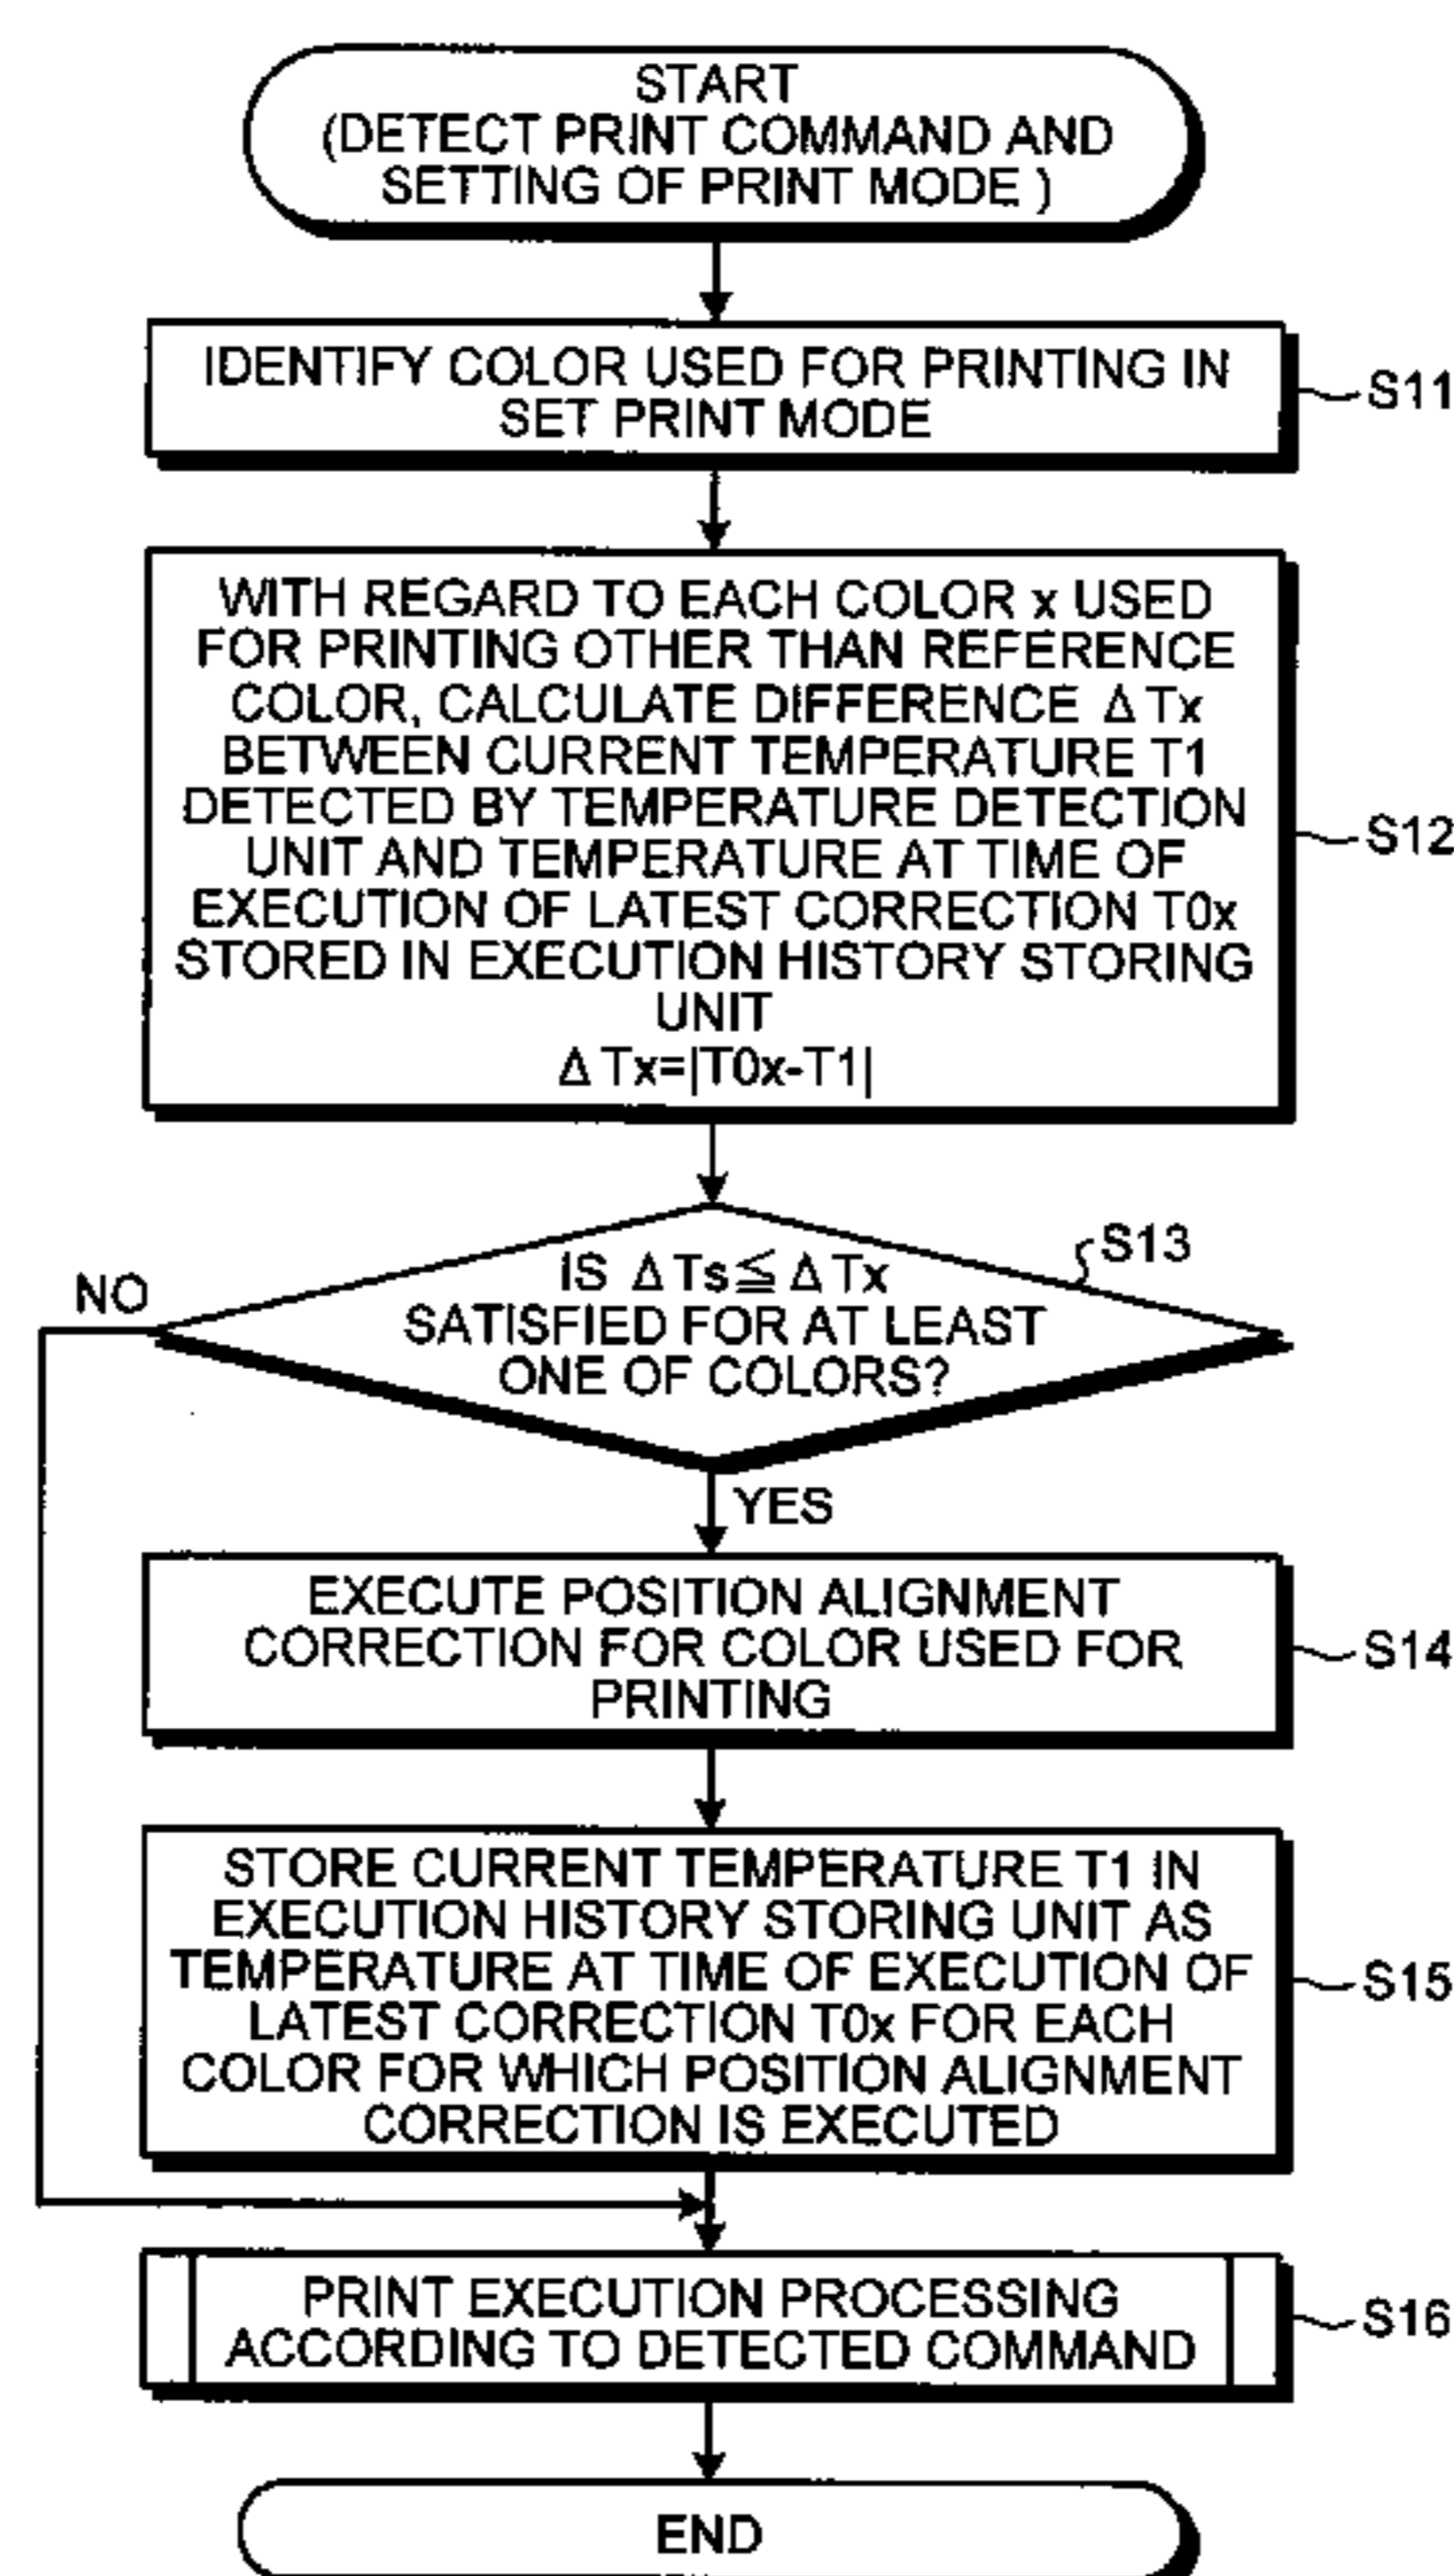 START
(DETECT PRINT COMMAND AND
SETTING OF PRINT MODE )
IDENTIFY COLOR USED FOR PRINTING IN
SET PRINT MODE
S11
WITH REGARD TO EACH COLOR x USED
FOR PRINTING OTHER THAN REFERENCE
COLOR, CALCULATE DIFFERENCE Δ Tx
BETWEEN CURRENT TEMPERATURE T1
DETECTED BY TEMPERATURE DETECTION
UNIT AND TEMPERATURE AT TIME OF
EXECUTION OF LATEST CORRECTION T0x
STORED IN EXECUTION HISTORY STORING
UNIT
Δ Tx=|T0x-T1|
S12
IS Δ Ts≦Δ Tx
SATISFIED FOR AT LEAST
ONE OF COLORS?
S13
NO
YES
EXECUTE POSITION ALIGNMENT
CORRECTION FOR COLOR USED FOR
PRINTING
S14
STORE CURRENT TEMPERATURE T1 IN
EXECUTION HISTORY STORING UNIT AS
TEMPERATURE AT TIME OF EXECUTION OF
LATEST CORRECTION T0x FOR EACH
COLOR FOR WHICH POSITION ALIGNMENT
CORRECTION IS EXECUTED
S15
PRINT EXECUTION PROCESSING
ACCORDING TO DETECTED COMMAND
S16
END